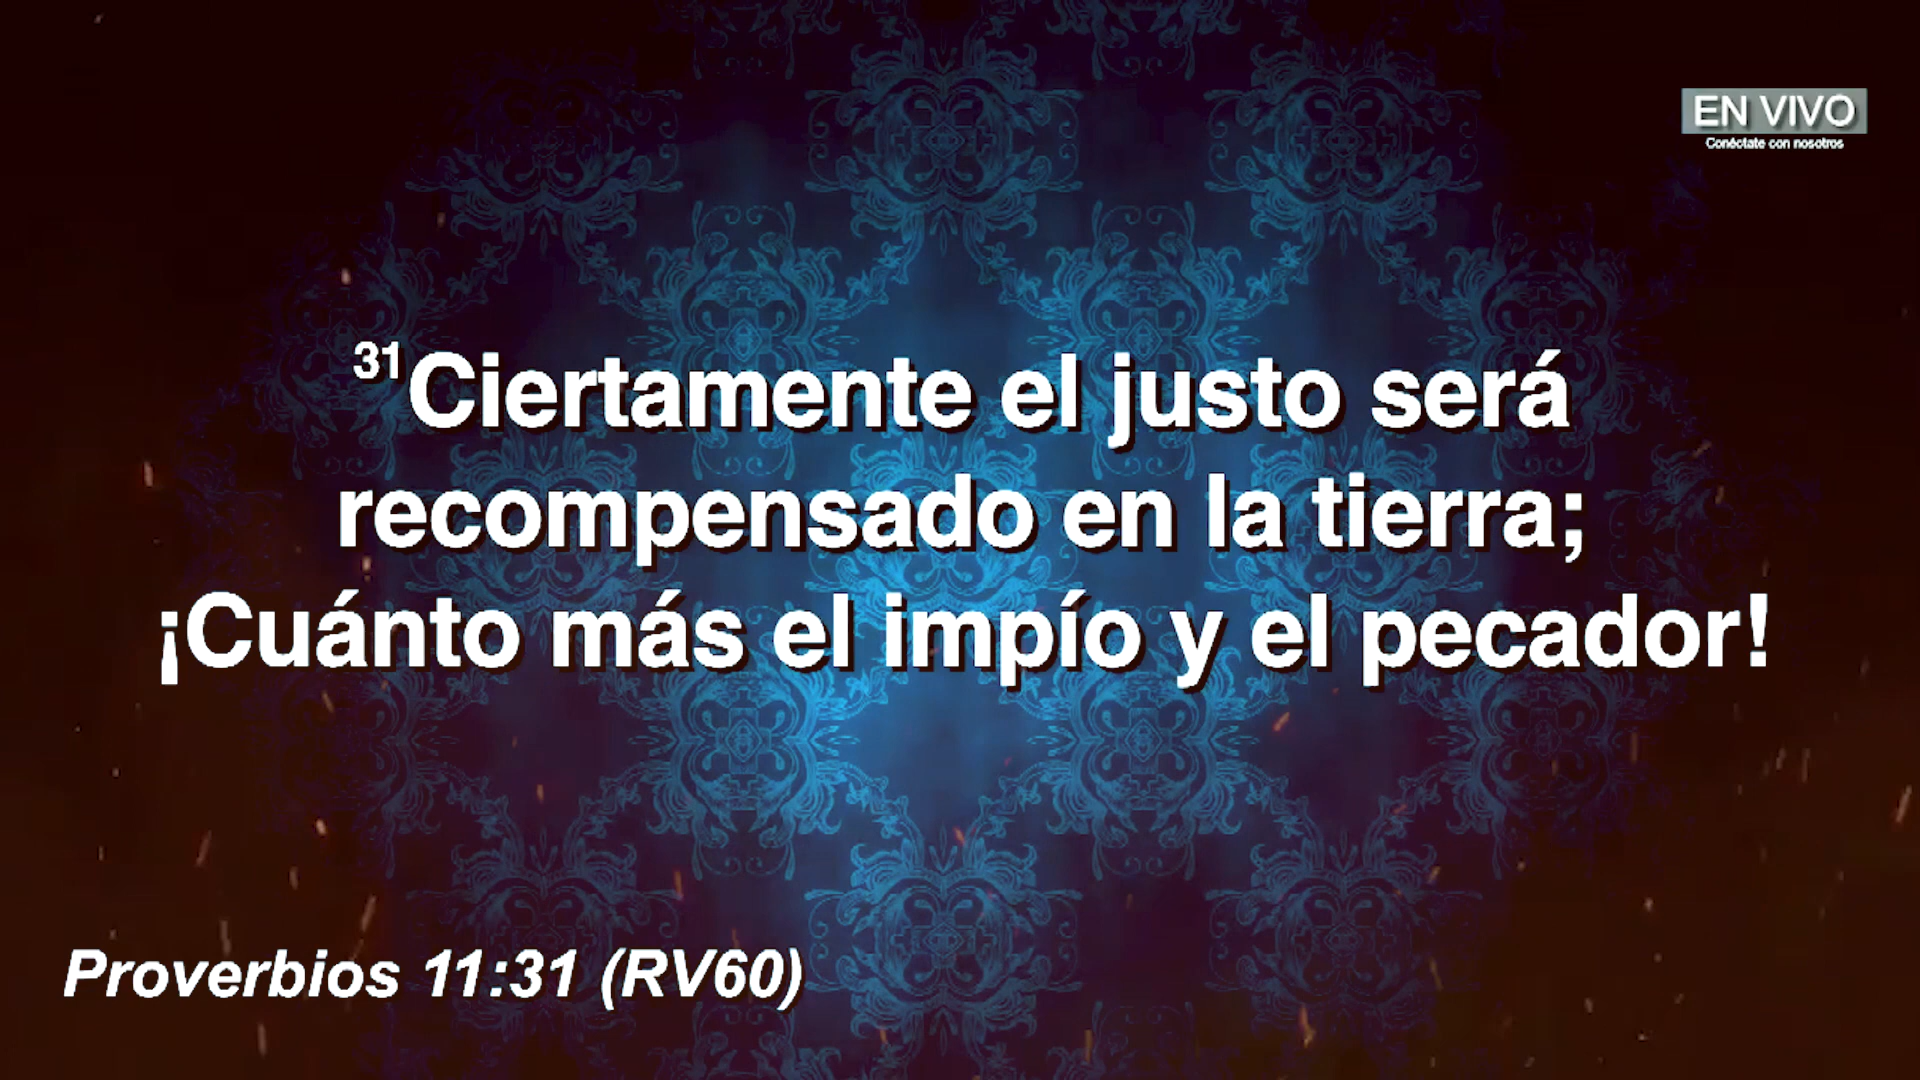 EN VIVO
Conéctate con nosotros
31Ciertamente el justo será
recompensado en la tierra;
¡Cuánto más el impío y el pecador!
Proverbios 11:31 (RV60)